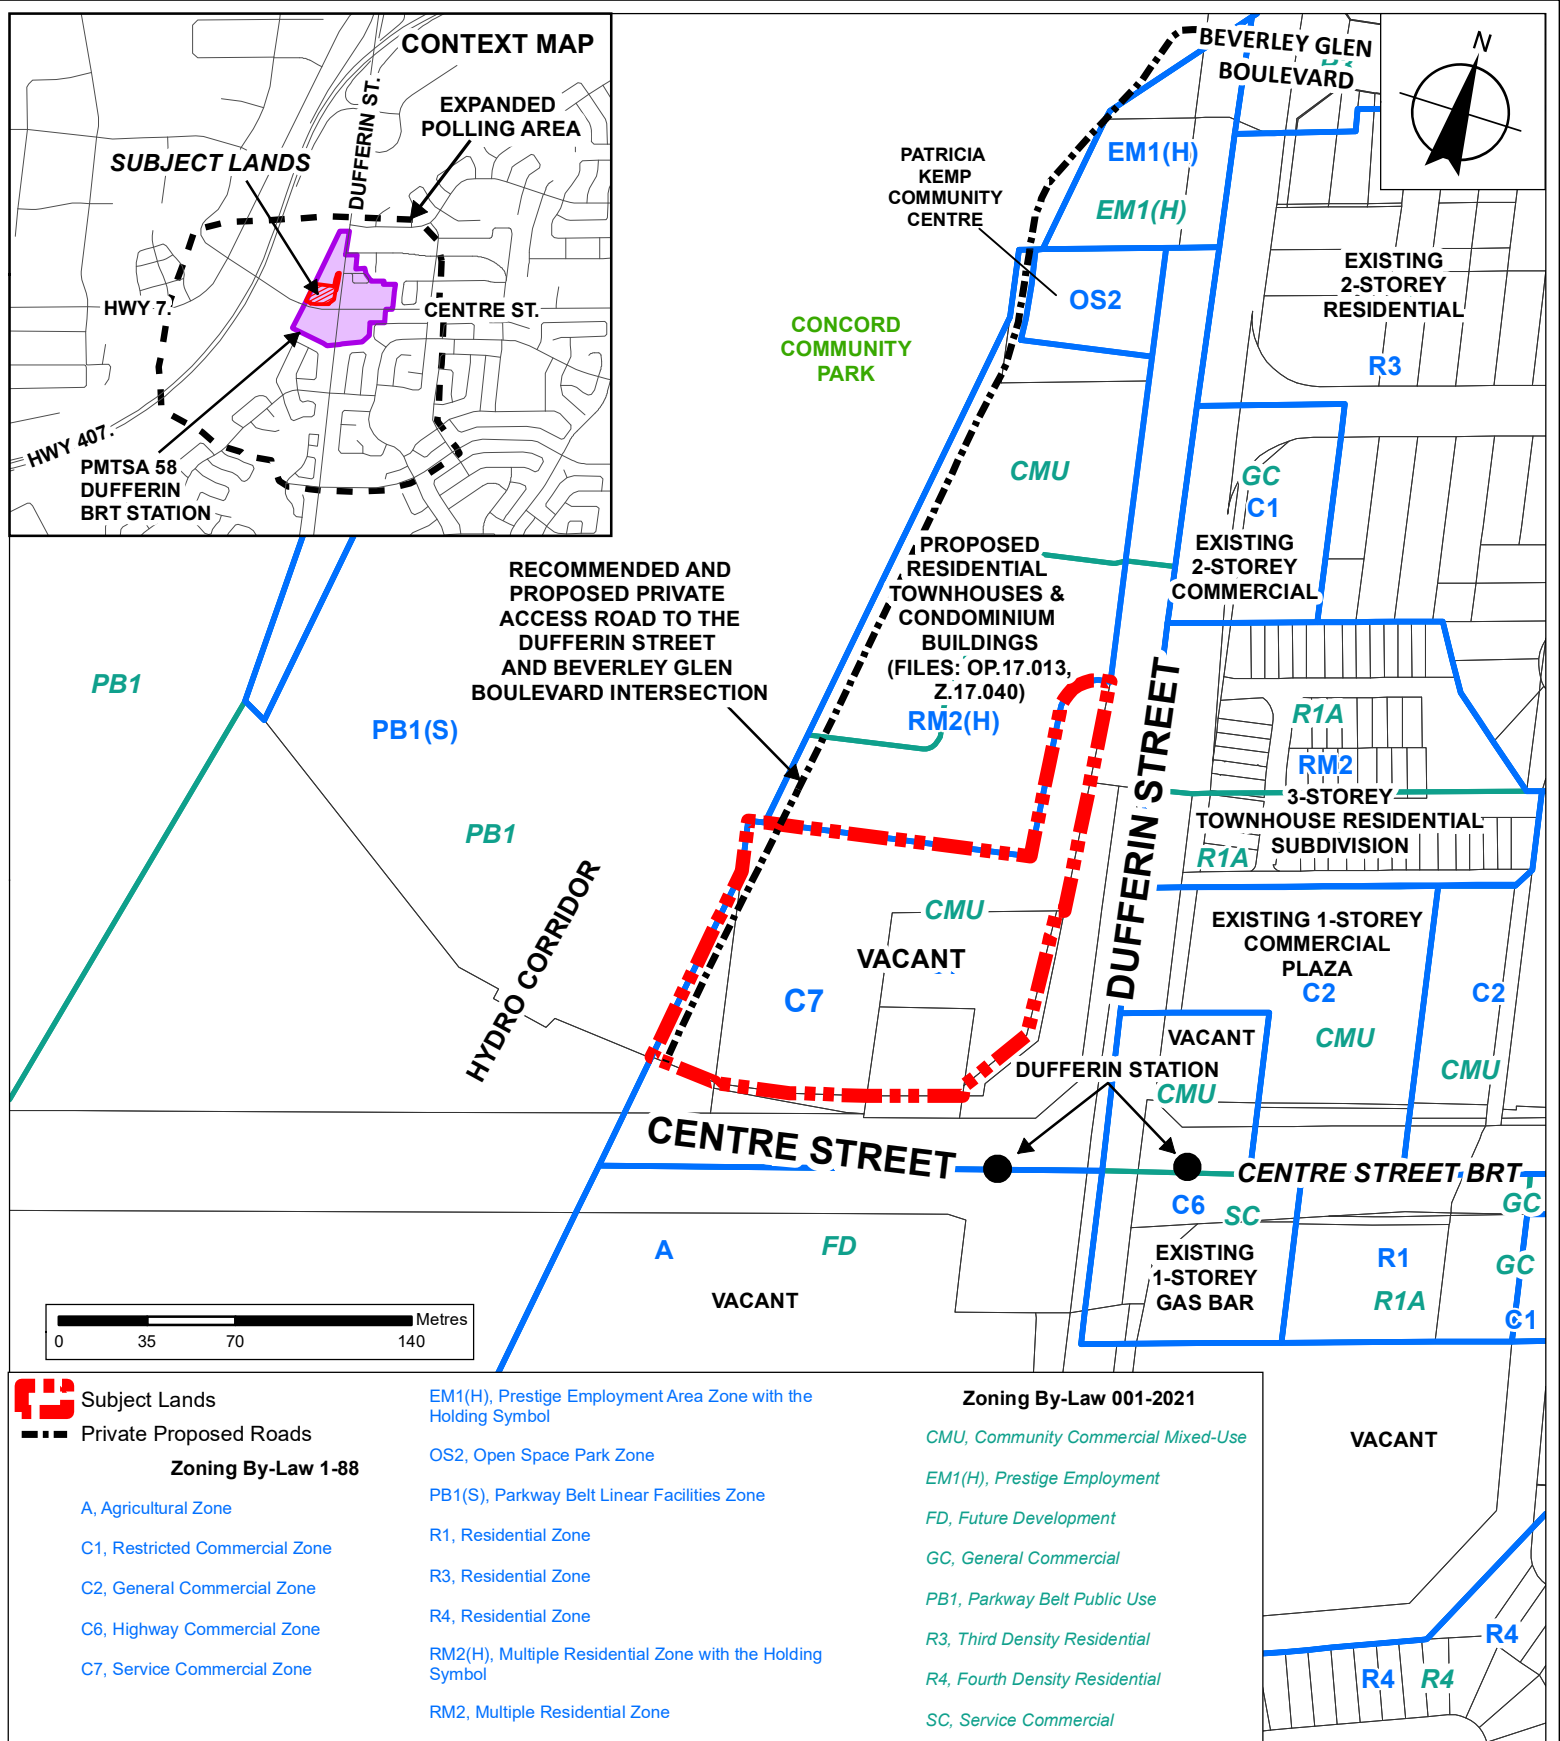 CONTEXT MAP
DUFFERIN ST.
EXPANDED
POLLING AREA
SUBJECT LANDS
HWY 7.
CENTRE ST.
HWY 407.
PMTSA 58
DUFFERIN
BRT STATION
BEVERLEY GLEN
BOULEVARD
N
EM1(H)
EM1(H)
PATRICIA
KEMP
COMMUNITY
CENTRE
OS2
EXISTING
2-STOREY
RESIDENTIAL
R3
CONCORD
COMMUNITY
PARK
CMU
GC
C1
EXISTING
2-STOREY
COMMERCIAL
PROPOSED
RESIDENTIAL
TOWNHOUSES &
CONDOMINIUM
BUILDINGS
(FILES: OP.17.013,
Z.17.040)
RM2(H)
RECOMMENDED AND
PROPOSED PRIVATE
ACCESS ROAD TO THE
DUFFERIN STREET
AND BEVERLEY GLEN
BOULEVARD INTERSECTION
PB1
PB1(S)
PB1
HYDRO CORRIDOR
DUFFERIN STREET
R1A
RM2
3-STOREY
TOWNHOUSE RESIDENTIAL
SUBDIVISION
R1A
CMU
VACANT
C7
EXISTING 1-STOREY
COMMERCIAL
PLAZA
C2
C2
CMU
CMU
VACANT
CMU
DUFFERIN STATION
CENTRE STREET
CENTRE STREET BRT
C6
SC
GC
EXISTING
1-STOREY
GAS BAR
R1
R1A
GC
C1
A
FD
VACANT
Metres
0 35 70 140
VACANT
R4
R4
R4
Subject Lands
Private Proposed Roads
Zoning By-Law 1-88
A, Agricultural Zone
C1, Restricted Commercial Zone
C2, General Commercial Zone
C6, Highway Commercial Zone
C7, Service Commercial Zone
EM1(H), Prestige Employment Area Zone with the
Holding Symbol
OS2, Open Space Park Zone
PB1(S), Parkway Belt Linear Facilities Zone
R1, Residential Zone
R3, Residential Zone
R4, Residential Zone
RM2(H), Multiple Residential Zone with the Holding
Symbol
RM2, Multiple Residential Zone
Zoning By-Law 001-2021
CMU, Community Commercial Mixed-Use
EM1(H), Prestige Employment
FD, Future Development
GC, General Commercial
PB1, Parkway Belt Public Use
R3, Third Density Residential
R4, Fourth Density Residential
SC, Service Commercial